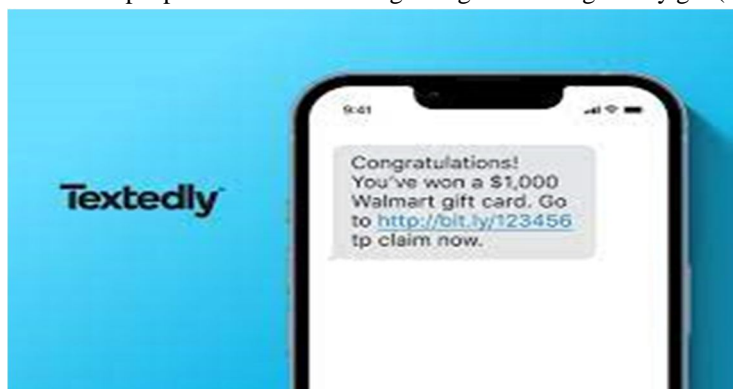 Textedly
9:41
Congratulations!
You've won a $1,000
Walmart gift card. Go
to http://bit.ly/123456
tp claim now.